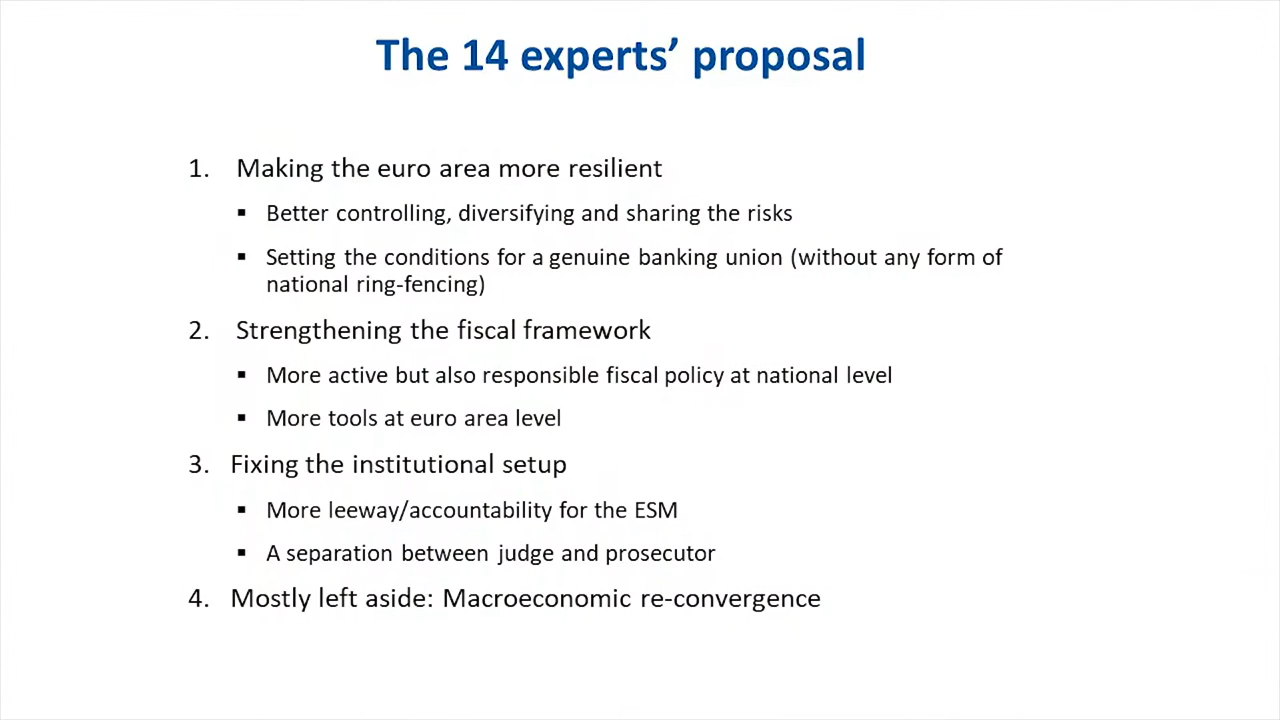 The 14 experts’ proposal
1. Making the euro area more resilient
▪ Better controlling, diversifying and sharing the risks
▪ Setting the conditions for a genuine banking union (without any form of
national ring-fencing)
2. Strengthening the fiscal framework
▪ More active but also responsible fiscal policy at national level
▪ More tools at euro area level
3. Fixing the institutional setup
▪ More leeway/accountability for the ESM
▪ A separation between judge and prosecutor
4. Mostly left aside: Macroeconomic re-convergence